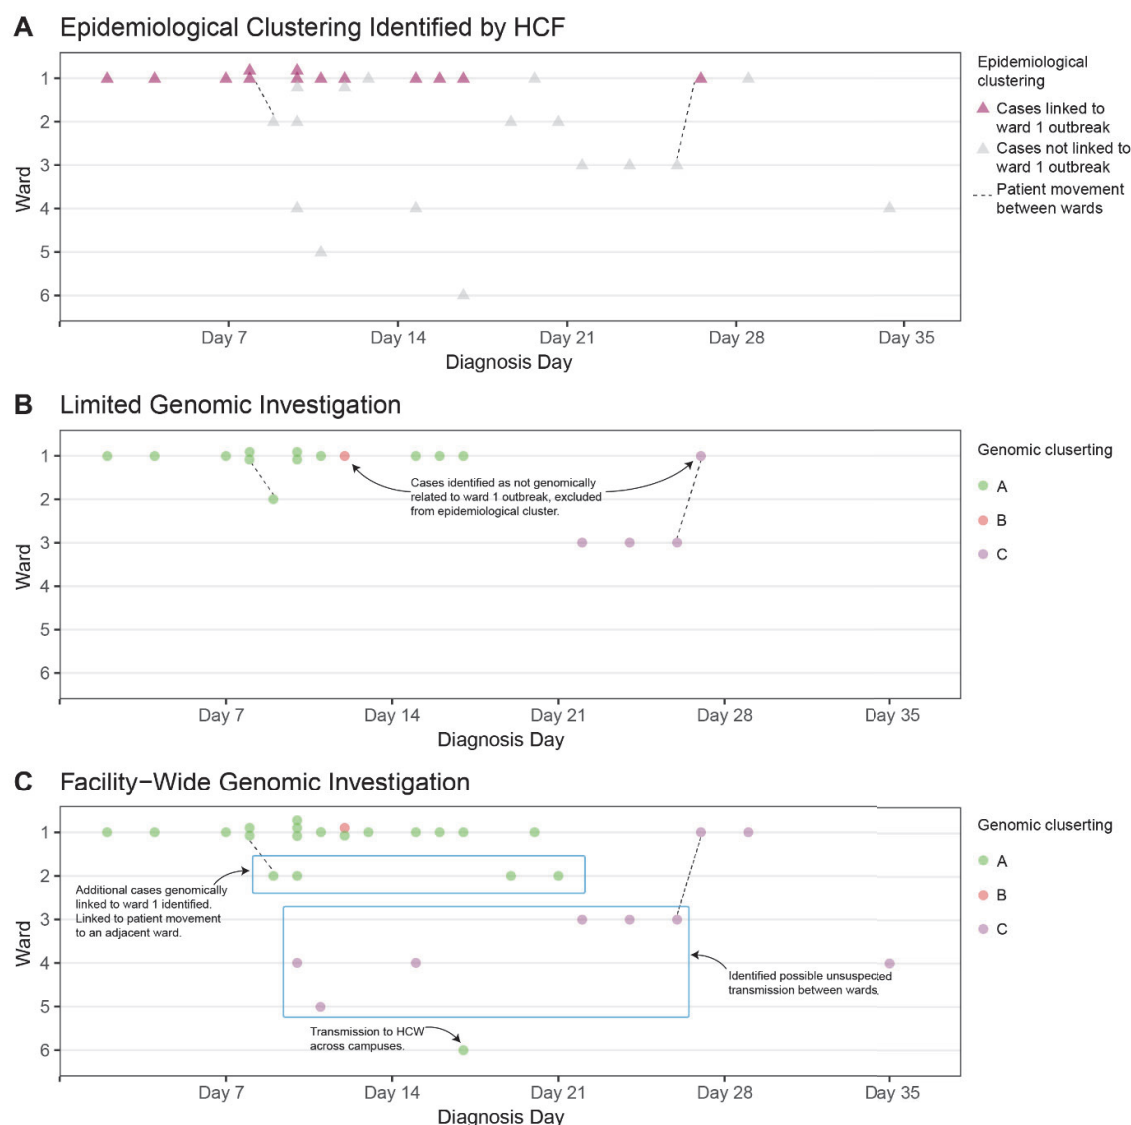 A Epidemiological Clustering Identified by HCF
Ward
1
2
3
4
5
6
Day 7 Day 14 Day 21 Day 28 Day 35
Diagnosis Day
Epidemiological
clustering
Cases linked to
ward 1 outbreak
Cases not linked to
ward 1 outbreak
Patient movement
between wards
B Limited Genomic Investigation
Ward
1
2
3
4
5
6
Cases identified as not genomically
related to ward 1 outbreak, excluded
from epidemiological cluster.
Day 7 Day 14 Day 21 Day 28 Day 35
Diagnosis Day
Genomic cluserting
A
B
C
C Facility−Wide Genomic Investigation
Ward
1
2
3
4
5
6
Additional cases genomically
linked to ward 1 identified.
Linked to patient movement
to an adjacent ward.
Identified possible unsuspected
transmission between wards.
Transmission to HCW
across campuses.
Day 7 Day 14 Day 21 Day 28 Day 35
Diagnosis Day
Genomic cluserting
A
B
C